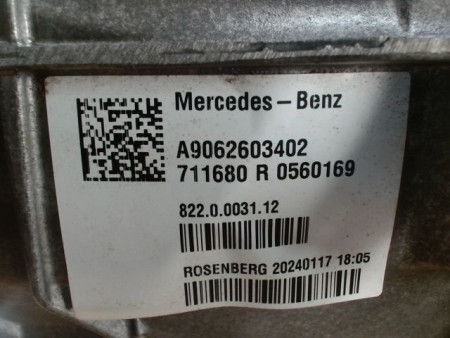 Mercedes-Benz
A9062603402
711680 R 0560169
822.0.0031.12
ROSENBERG 20240117 18:05